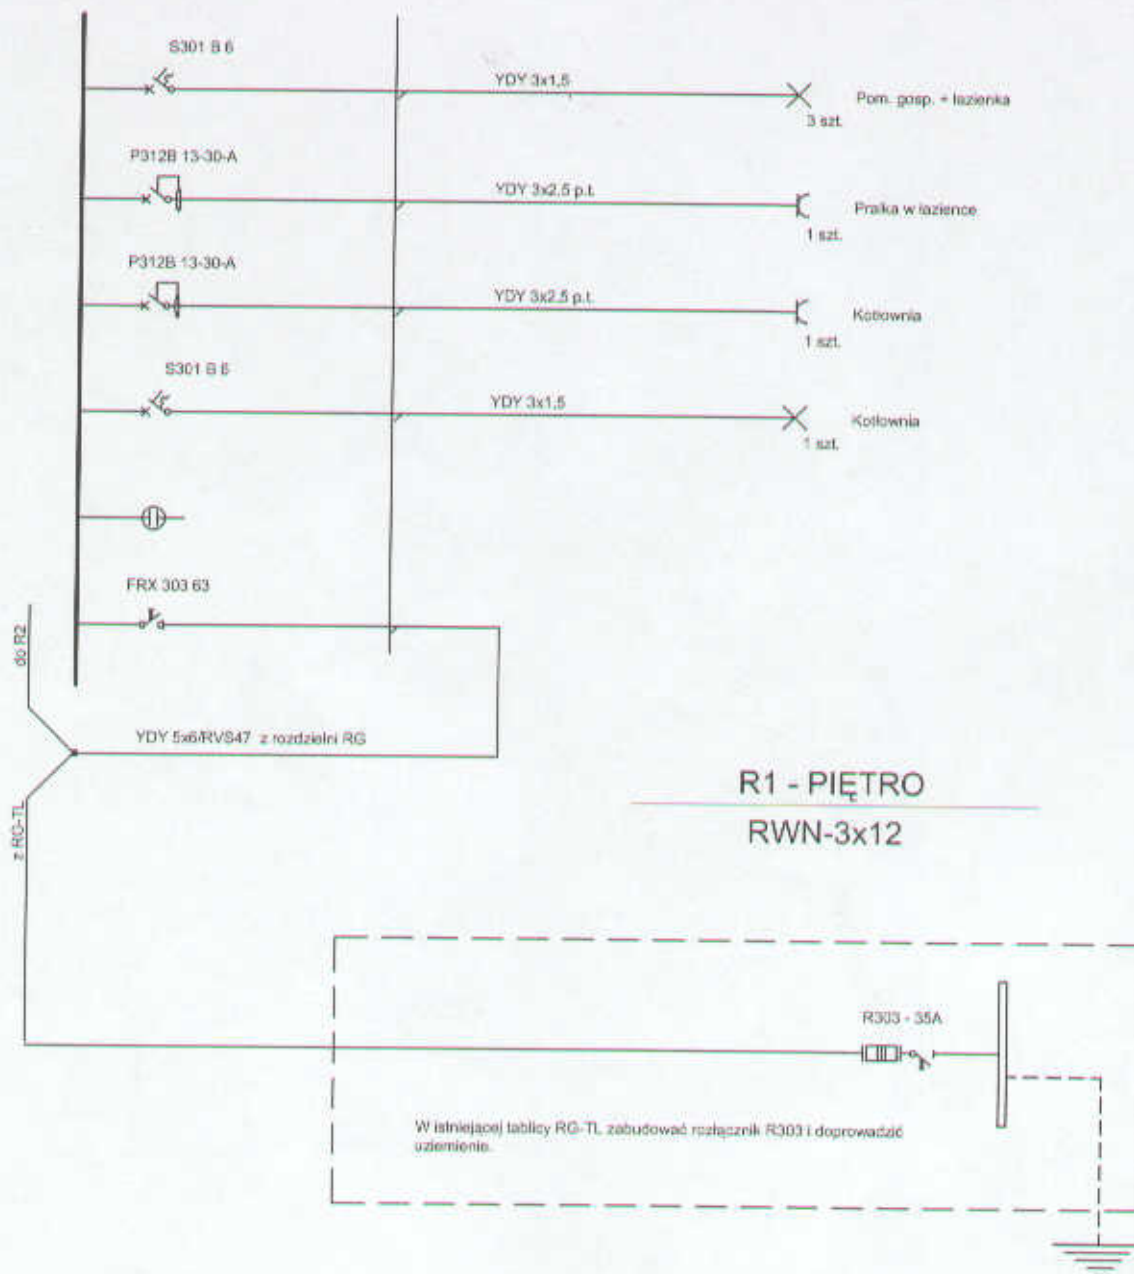 S301 B 6
YDY 3x1,5
Pom. gosp. + łazienka
3 szt.
P312B 13-30-A
YDY 3x2,5 p.t.
Pralka w łazience
1 szt.
P312B 13-30-A
YDY 3x2,5 p.t.
Kotłownia
1 szt.
S301 B 6
YDY 3x1,5
Kotłownia
1 szt.
FRX 303 63
do R2
YDY 5x6/RVS47 z rozdzielni RG
R1 - PIĘTRO
RWN-3x12
z RG-TL
R303 - 35A
W istniejącej tablicy RG-TL zabudować rozłącznik R303 i doprowadzić
uziemienie.